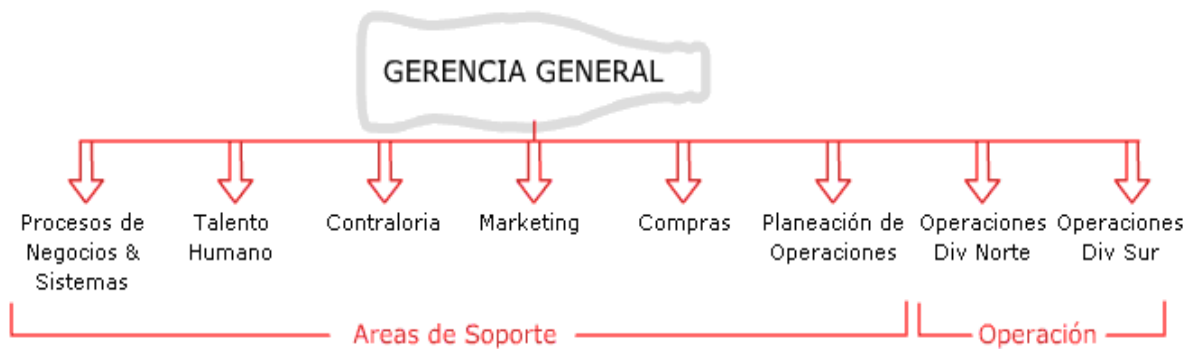 GERENCIA GENERAL
Procesos de
Negocios &
Sistemas
Talento
Humano
Contraloria
Marketing
Compras
Planeación de
Operaciones
Operaciones
Div Norte
Operaciones
Div Sur
Areas de Soporte
Operación